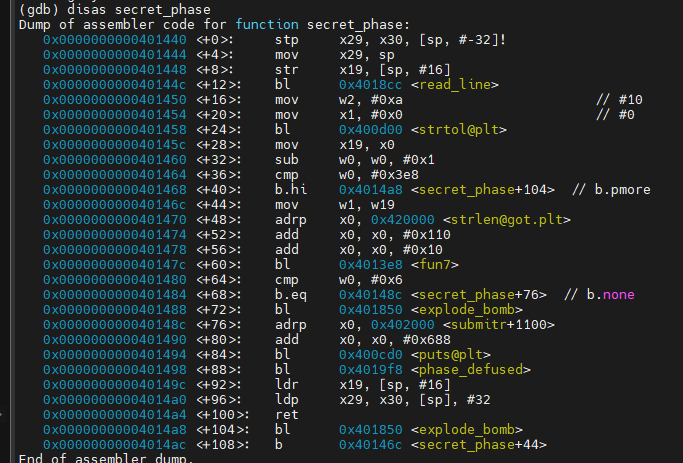 (gdb) disas secret_phase
Dump of assembler code for function secret_phase:
0x0000000000401440 <+0>: stp x29, x30, [sp, #-32]!
0x0000000000401444 <+4>: mov x29, sp
0x0000000000401448 <+8>: str x19, [sp, #16]
0x000000000040144c <+12>: bl 0x4018cc <read_line>
0x0000000000401450 <+16>: mov w2, #0xa // #10
0x0000000000401454 <+20>: mov x1, #0x0 // #0
0x0000000000401458 <+24>: bl 0x400d00 <strtol@plt>
0x000000000040145c <+28>: mov x19, x0
0x0000000000401460 <+32>: sub w0, w0, #0x1
0x0000000000401464 <+36>: cmp w0, #0x3e8
0x0000000000401468 <+40>: b.hi 0x4014a8 <secret_phase+104> // b.pmore
0x000000000040146c <+44>: mov w1, w19
0x0000000000401470 <+48>: adrp x0, 0x420000 <strlen@got.plt>
0x0000000000401474 <+52>: add x0, x0, #0x110
0x0000000000401478 <+56>: add x0, x0, #0x10
0x000000000040147c <+60>: bl 0x4013e8 <fun7>
0x0000000000401480 <+64>: cmp w0, #0x6
0x0000000000401484 <+68>: b.eq 0x40148c <secret_phase+76> // b.none
0x0000000000401488 <+72>: bl 0x401850 <explode_bomb>
0x000000000040148c <+76>: adrp x0, 0x402000 <submitr+1100>
0x0000000000401490 <+80>: add x0, x0, #0x688
0x0000000000401494 <+84>: bl 0x400cd0 <puts@plt>
0x0000000000401498 <+88>: bl 0x4019f8 <phase_defused>
0x000000000040149c <+92>: ldr x19, [sp, #16]
0x00000000004014a0 <+96>: ldp x29, x30, [sp], #32
0x00000000004014a4 <+100>: ret
0x00000000004014a8 <+104>: bl 0x401850 <explode_bomb>
0x00000000004014ac <+108>: b 0x40146c <secret_phase+44>
End of assembler dump.